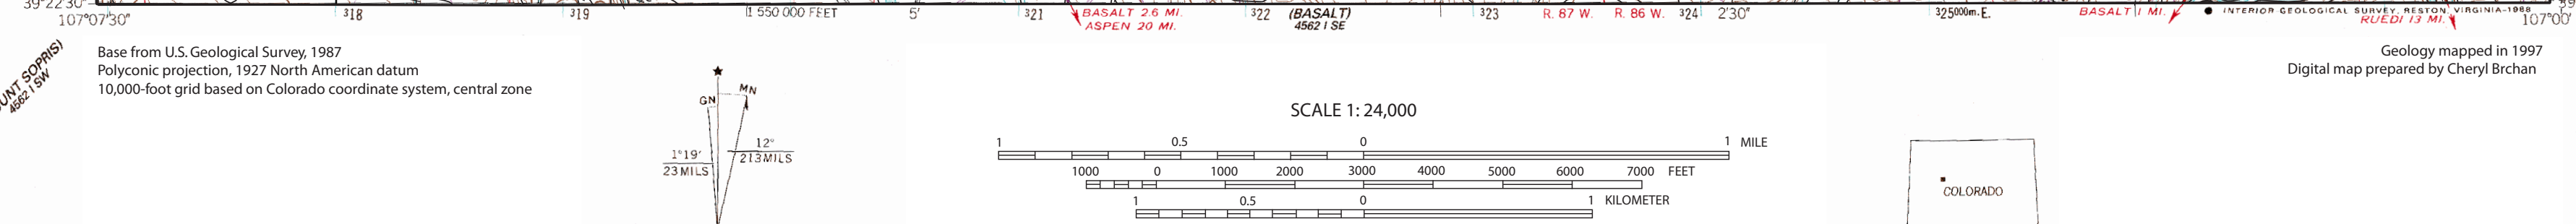 39°22'30"
107°07'30" 318 319 1 550 000 FEET 5' 321 BASALT 2.6 MI. 322 (BASALT) 323 R. 87 W. R. 86 W. 324 2'30" 325000m.E. BASALT 1 MI. INTERIOR GEOLOGICAL SURVEY, RESTON, VIRGINIA-1988 107°00'
ASPEN 20 MI. 4562 I SE RUEDI 13 MI.
SOPRIS)
4562 I SW
Base from U.S. Geological Survey, 1987
Polyconic projection, 1927 North American datum
10,000-foot grid based on Colorado coordinate system, central zone
Geology mapped in 1997
Digital map prepared by Cheryl Brchan
★
GN MN
1°19' 12°
23 MILS 213 MILS
SCALE 1: 24,000
1 0.5 0 1 MILE
1000 0 1000 2000 3000 4000 5000 6000 7000 FEET
1 0.5 0 1 KILOMETER
COLORADO